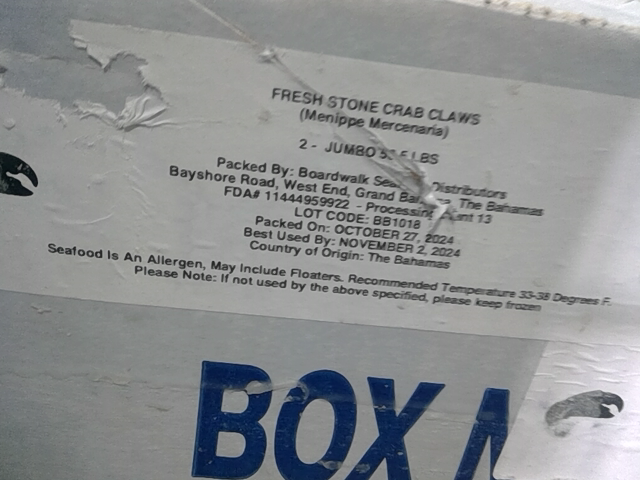 FRESH STONE CRAB CLAWS
(Menippe Mercenaria)
2 - JUMBO LBS
Packed By: Boardwalk Distributors
Bayshore Road, West End, Grand The Bahamas
FDA# 11444959922 - Processing 13
LOT CODE: BB1018
Packed On: OCTOBER 27, 2024
Best Used By: NOVEMBER 2, 2024
Country of Origin: The Bahamas
Seafood Is An Allergen, May Include Floaters. Recommended Temperature 33-38 Degrees F.
Please Note: If not used by the above specified, please keep frozen
BOX